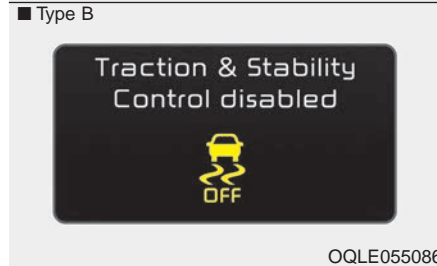 ■ Type B
Traction & Stability
Control disabled
OFF
OQLE055086